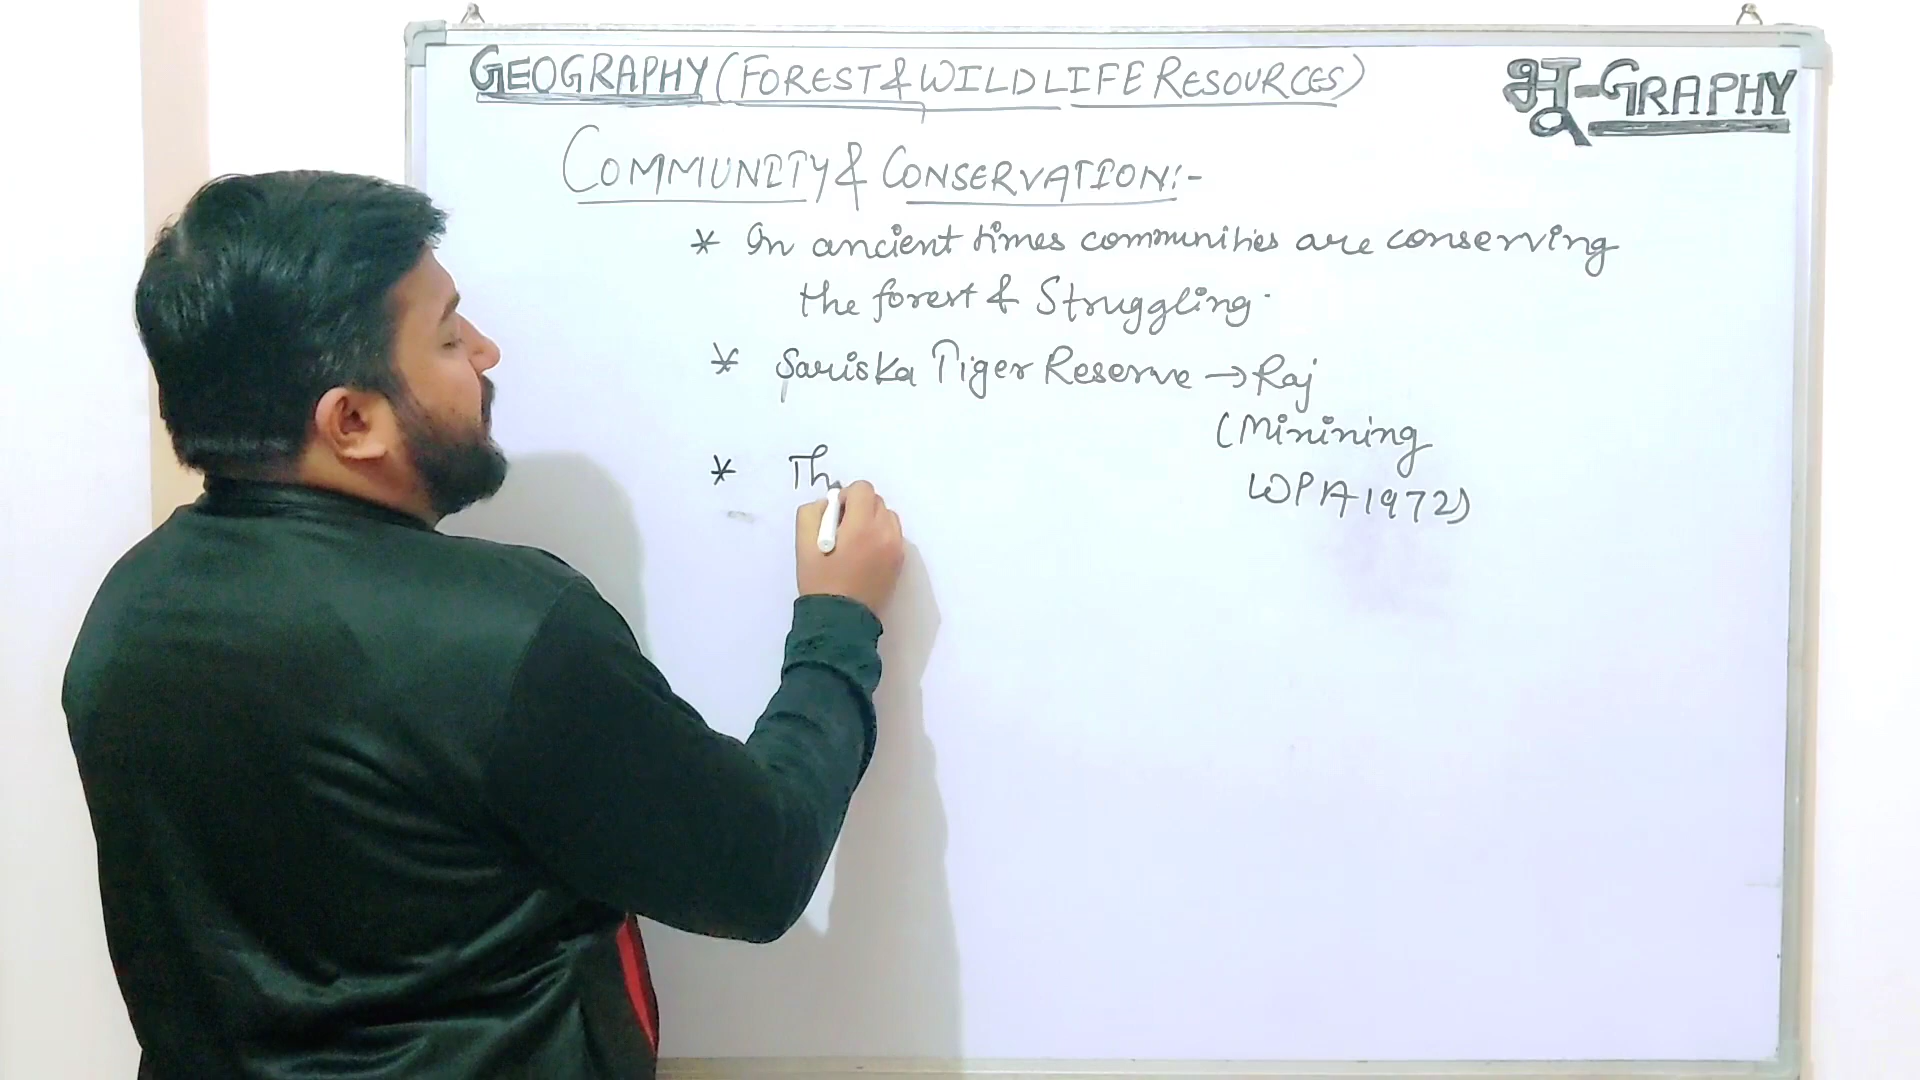 GEOGRAPHY (FOREST & WILDLIFE RESOURCES)
भू-GRAPHY
COMMUNITY & CONSERVATION:-
* In ancient times communities are conserving
the forest & Struggling.
* Sariska Tiger Reserve → Raj
(Minining
WPA 1972)
* Th